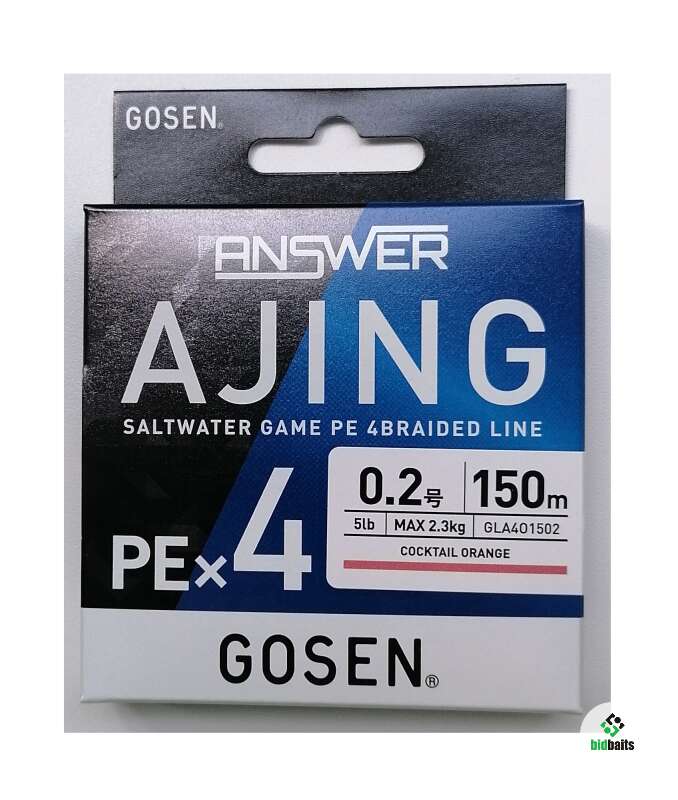 GOSEN®
ANSWER
AJING
SALTWATER GAME PE 4BRAIDED LINE
PE×4
0.2号 150m
5lb MAX 2.3kg GLA401502
COCKTAIL ORANGE
GOSEN®
bidbaits